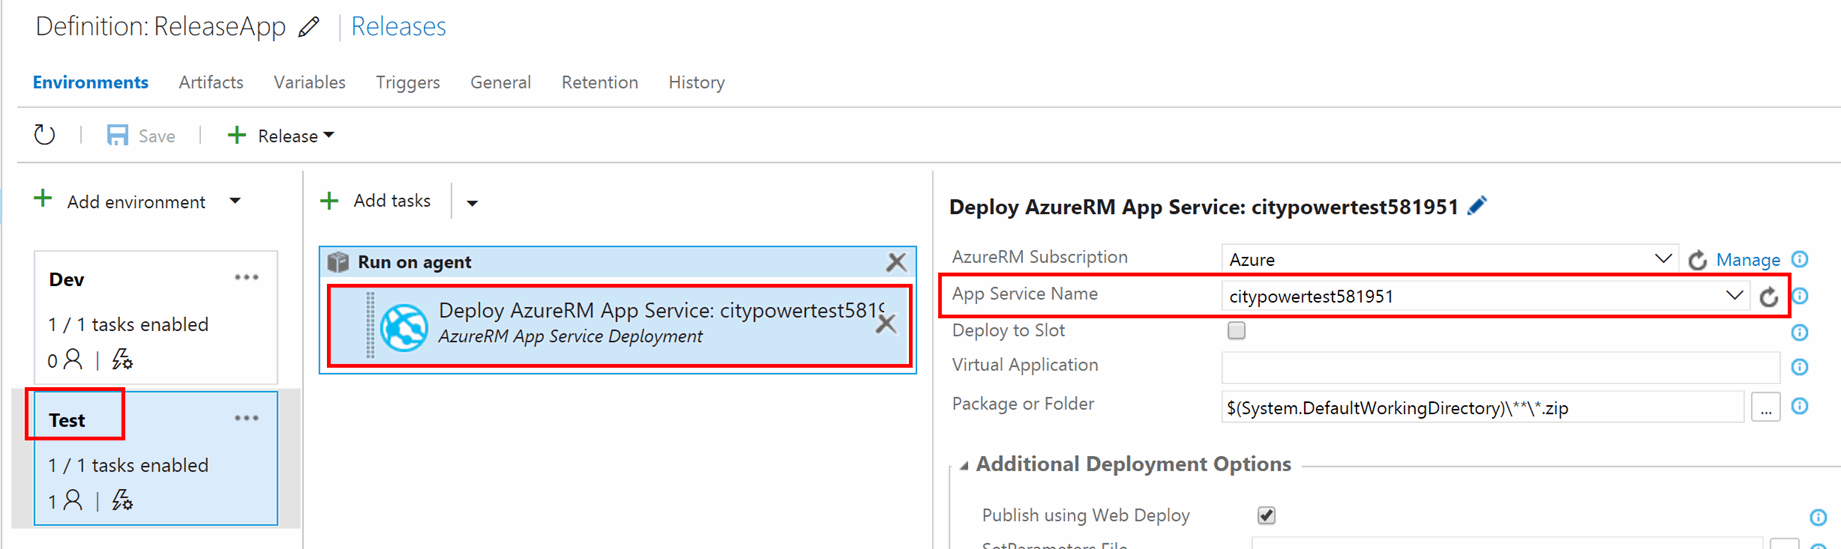 Definition: ReleaseApp | Releases
Environments Artifacts Variables Triggers General Retention History
Save Release
Add environment
Dev
1 / 1 tasks enabled
0
Test
1 / 1 tasks enabled
1
Add tasks
Run on agent
Deploy AzureRM App Service: citypowertest5819
AzureRM App Service Deployment
Deploy AzureRM App Service: citypowertest581951
AzureRM Subscription Azure Manage
App Service Name citypowertest581951
Deploy to Slot
Virtual Application
Package or Folder $(System.DefaultWorkingDirectory)\**\*.zip ...
Additional Deployment Options
Publish using Web Deploy
SetParameters File